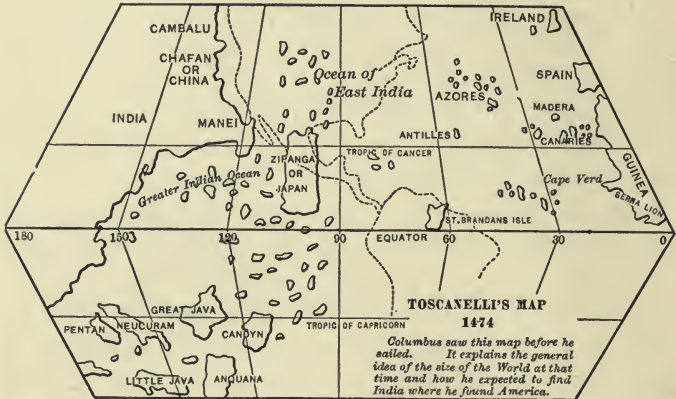 IRELAND
CAMBALU
CHAFAN
OR
CHINA
Ocean of
East India
SPAIN
AZORES
MADERA
INDIA
MANEI
ANTILLES
CANARIES
TROPIC OF CANCER
ZIPANGA
OR
JAPAN
GUINEA
Greater Indian Ocean
Cape Verd
SERRA LION
ST. BRANDANS ISLE
180
150
120
90
EQUATOR
60
30
0
TOSCANELLI'S MAP
1474
GREAT JAVA
PENTAN
NEUCURAM
CANDYN
TROPIC OF CAPRICORN
Columbus saw this map before he
sailed. It explains the general
idea of the size of the World at that
time and how he expected to find
India where he found America.
LITTLE JAVA
ANQUANA